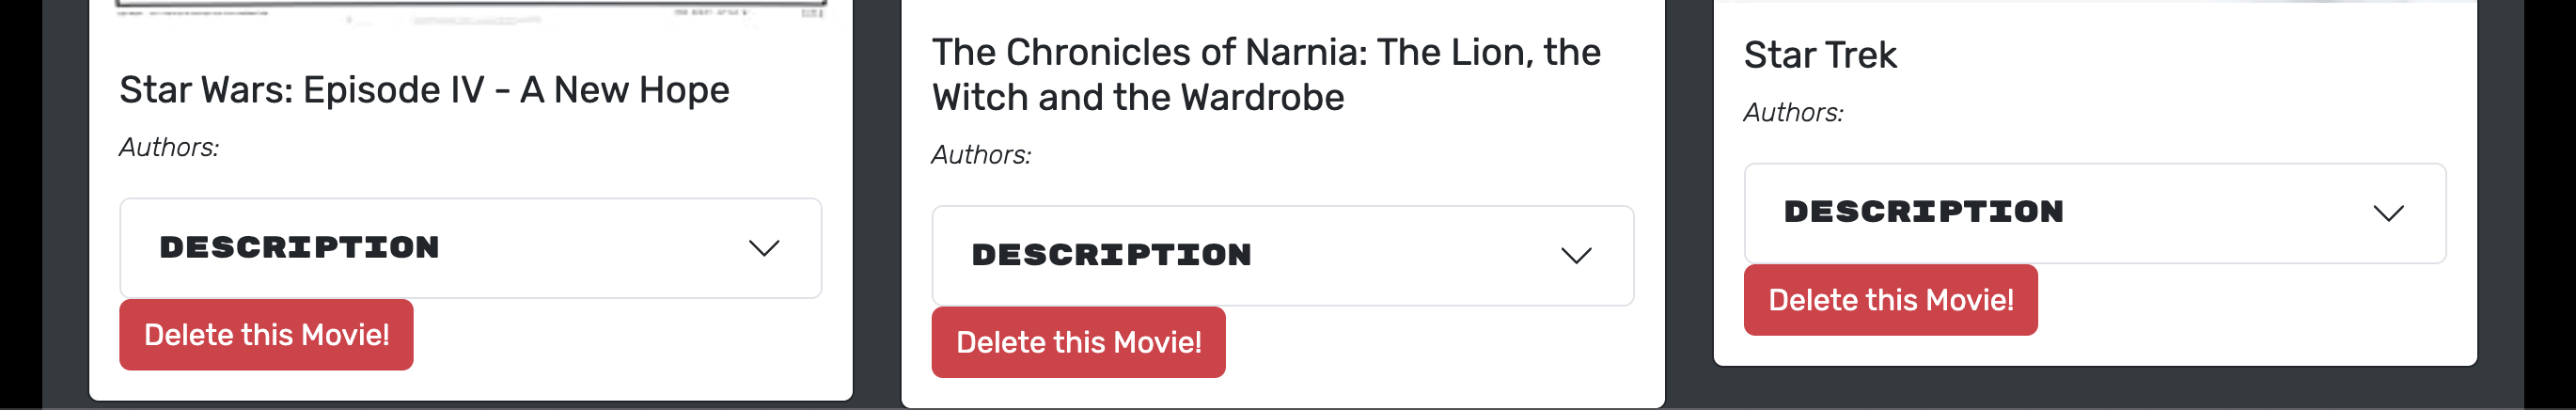 Star Wars: Episode IV - A New Hope
Authors:
DESCRIPTION
Delete this Movie!
The Chronicles of Narnia: The Lion, the
Witch and the Wardrobe
Authors:
DESCRIPTION
Delete this Movie!
Star Trek
Authors:
DESCRIPTION
Delete this Movie!